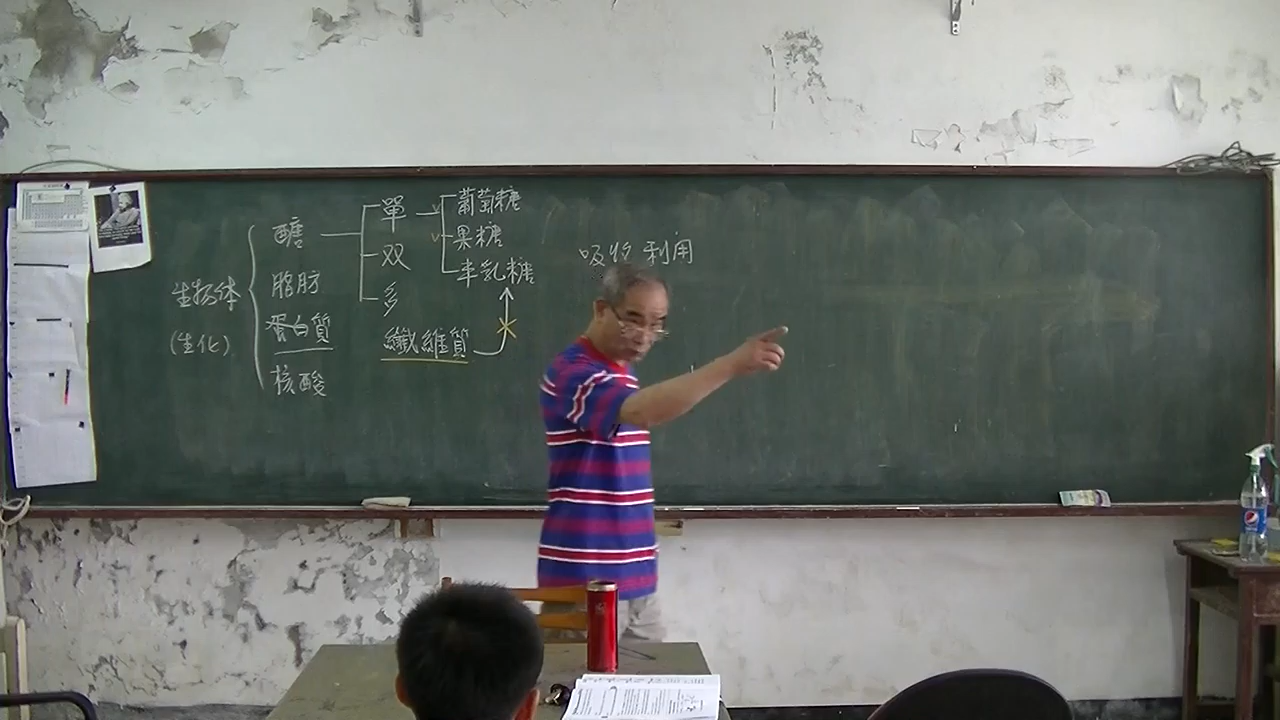 生物体
(生化)
醣
脂肪
蛋白質
核酸
單
双
多
纖維質
葡萄糖
果糖
半乳糖
吸收 利用